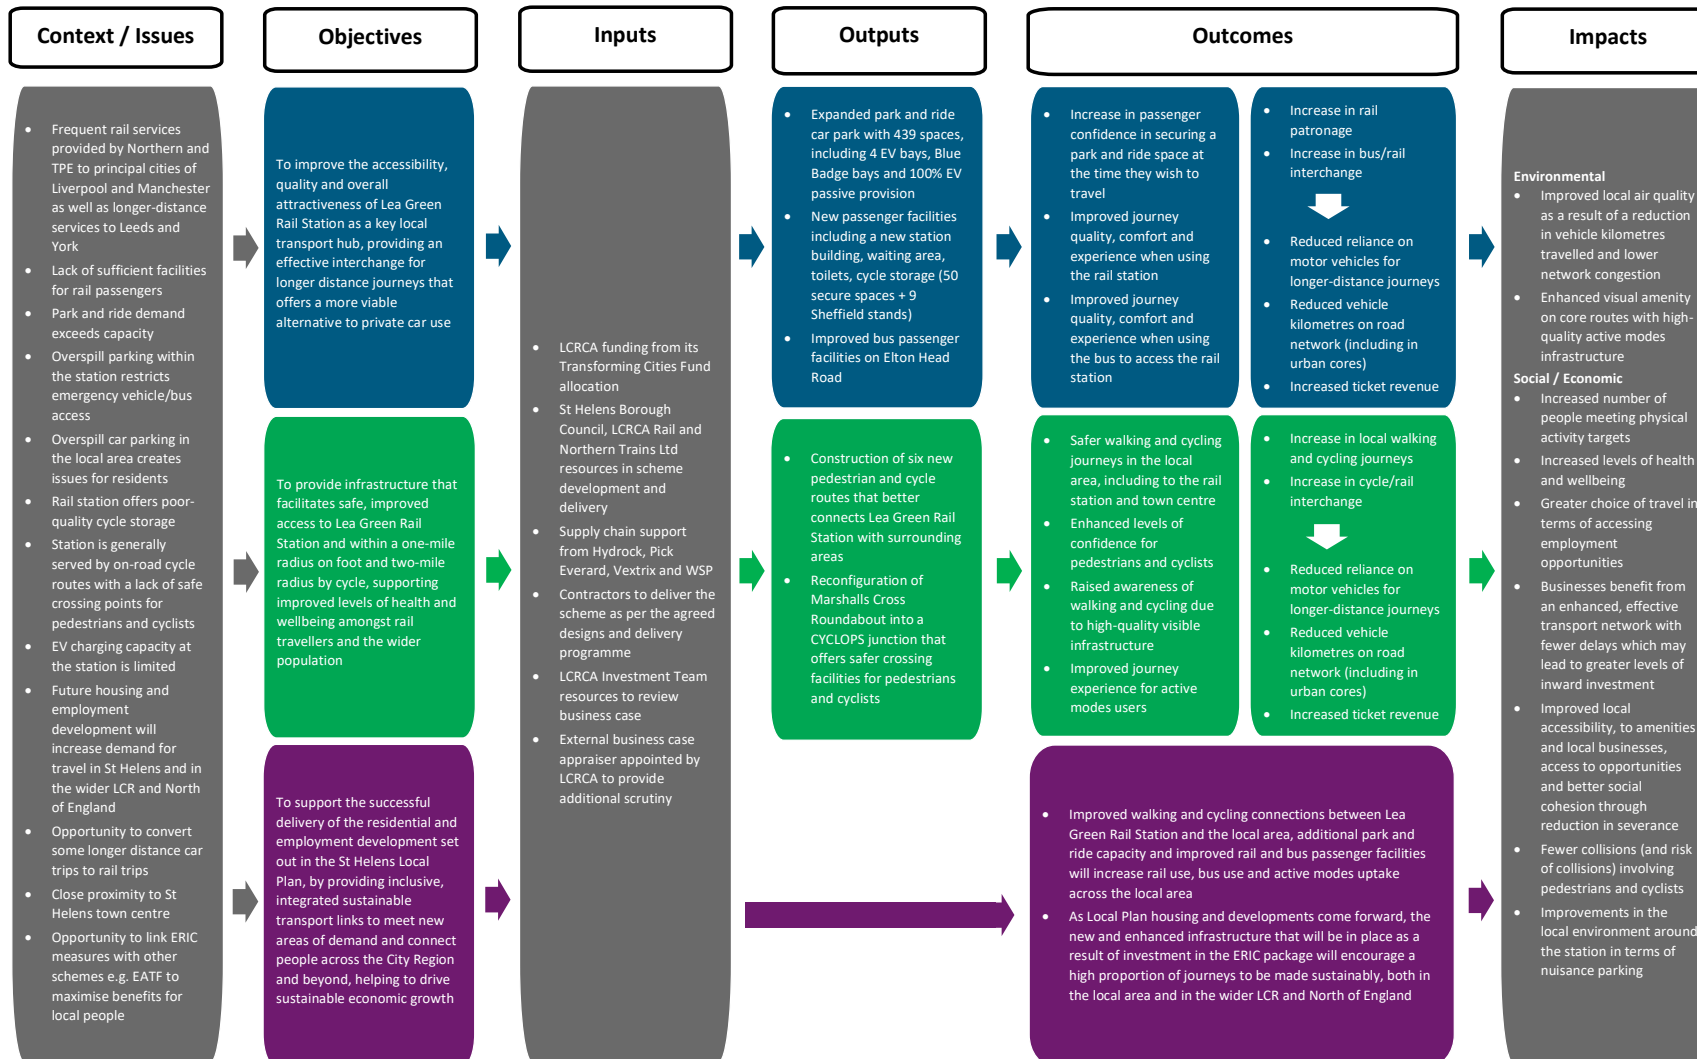 Context / Issues
Objectives
Inputs
Outputs
Outcomes
Impacts
• Frequent rail services
provided by Northern and
TPE to principal cities of
Liverpool and Manchester
as well as longer-distance
services to Leeds and
York
• Lack of sufficient facilities
for rail passengers
• Park and ride demand
exceeds capacity
• Overspill parking within
the station restricts
emergency vehicle/bus
access
• Overspill car parking in
the local area creates
issues for residents
• Rail station offers poor-
quality cycle storage
• Station is generally
served by on-road cycle
routes with a lack of safe
crossing points for
pedestrians and cyclists
• EV charging capacity at
the station is limited
• Future housing and
employment
development will
increase demand for
travel in St Helens and in
the wider LCR and North
of England
• Opportunity to convert
some longer distance car
trips to rail trips
• Close proximity to St
Helens town centre
• Opportunity to link ERIC
measures with other
schemes e.g. EATF to
maximise benefits for
local people
To improve the accessibility,
quality and overall
attractiveness of Lea Green
Rail Station as a key local
transport hub, providing an
effective interchange for
longer distance journeys that
offers a more viable
alternative to private car use
To provide infrastructure that
facilitates safe, improved
access to Lea Green Rail
Station and within a one-mile
radius on foot and two-mile
radius by cycle, supporting
improved levels of health and
wellbeing amongst rail
travellers and the wider
population
To support the successful
delivery of the residential and
employment development set
out in the St Helens Local
Plan, by providing inclusive,
integrated sustainable
transport links to meet new
areas of demand and connect
people across the City Region
and beyond, helping to drive
sustainable economic growth
• LCRCA funding from its
Transforming Cities Fund
allocation
• St Helens Borough
Council, LCRCA Rail and
Northern Trains Ltd
resources in scheme
development and
delivery
• Supply chain support
from Hydrock, Pick
Everard, Vextrix and WSP
• Contractors to deliver the
scheme as per the agreed
designs and delivery
programme
• LCRCA Investment Team
resources to review
business case
• External business case
appraiser appointed by
LCRCA to provide
additional scrutiny
• Expanded park and ride
car park with 439 spaces,
including 4 EV bays, Blue
Badge bays and 100% EV
passive provision
• New passenger facilities
including a new station
building, waiting area,
toilets, cycle storage (50
secure spaces + 9
Sheffield stands)
• Improved bus passenger
facilities on Elton Head
Road
• Construction of six new
pedestrian and cycle
routes that better
connects Lea Green Rail
Station with surrounding
areas
• Reconfiguration of
Marshalls Cross
Roundabout into a
CYCLOPS junction that
offers safer crossing
facilities for pedestrians
and cyclists
• Increase in passenger
confidence in securing a
park and ride space at
the time they wish to
travel
• Improved journey
quality, comfort and
experience when using
the rail station
• Improved journey
quality, comfort and
experience when using
the bus to access the rail
station
• Increase in rail
patronage
• Increase in bus/rail
interchange
• Reduced reliance on
motor vehicles for
longer-distance journeys
• Reduced vehicle
kilometres on road
network (including in
urban cores)
• Increased ticket revenue
• Safer walking and cycling
journeys in the local
area, including to the rail
station and town centre
• Enhanced levels of
confidence for
pedestrians and cyclists
• Raised awareness of
walking and cycling due
to high-quality visible
infrastructure
• Improved journey
experience for active
modes users
• Increase in local walking
and cycling journeys
• Increase in cycle/rail
interchange
• Reduced reliance on
motor vehicles for
longer-distance journeys
• Reduced vehicle
kilometres on road
network (including in
urban cores)
• Increased ticket revenue
• Improved walking and cycling connections between Lea
Green Rail Station and the local area, additional park and
ride capacity and improved rail and bus passenger facilities
will increase rail use, bus use and active modes uptake
across the local area
• As Local Plan housing and developments come forward, the
new and enhanced infrastructure that will be in place as a
result of investment in the ERIC package will encourage a
high proportion of journeys to be made sustainably, both in
the local area and in the wider LCR and North of England
Environmental
• Improved local air quality
as a result of a reduction
in vehicle kilometres
travelled and lower
network congestion
• Enhanced visual amenity
on core routes with high-
quality active modes
infrastructure
Social / Economic
• Increased number of
people meeting physical
activity targets
• Increased levels of health
and wellbeing
• Greater choice of travel in
terms of accessing
employment
opportunities
• Businesses benefit from
an enhanced, effective
transport network with
fewer delays which may
lead to greater levels of
inward investment
• Improved local
accessibility, to amenities
and local businesses,
access to opportunities
and better social
cohesion through
reduction in severance
• Fewer collisions (and risk
of collisions) involving
pedestrians and cyclists
• Improvements in the
local environment around
the station in terms of
nuisance parking